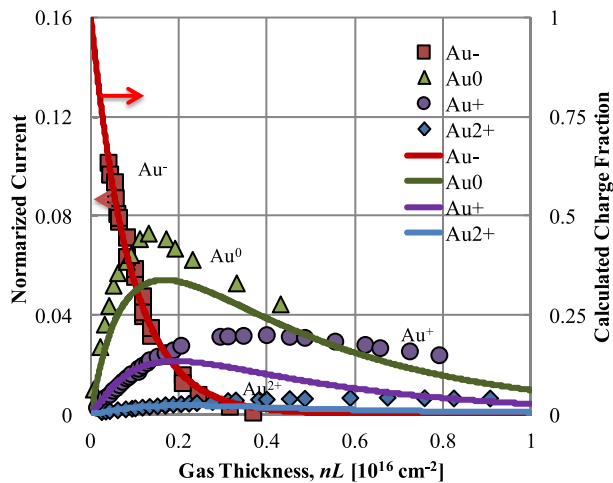 0.16
0.12
0.08
0.04
0
Normarized Current
1
0.75
0.5
0.25
0
Calculated Charge Fraction
0
0.2
0.4
0.6
0.8
1
Gas Thickness, nL [10¹⁶ cm⁻²]
Au-
Au0
Au+
Au2+
Au-
Au0
Au+
Au2+
Au⁻
Au⁰
Au⁺
Au²⁺